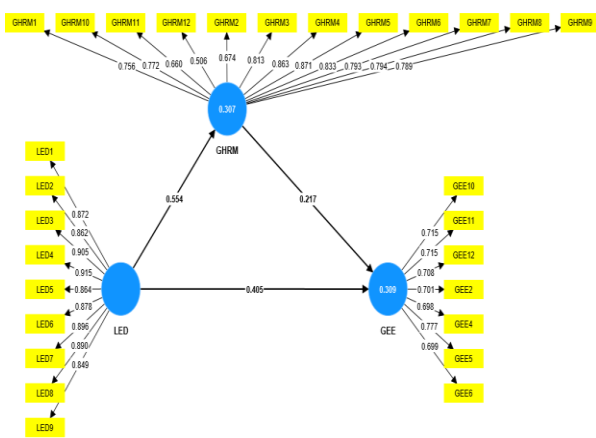 GHRM1 GHRM10 GHRM11 GHRM12 GHRM2 GHRM3 GHRM4 GHRM5 GHRM6 GHRM7 GHRM8 GHRM9
0.756 0.772 0.660 0.506 0.674 0.813 0.863 0.871 0.833 0.793 0.794 0.789
0.307
GHRM
0.554
0.217
LED1
LED2
LED3
LED4
LED5
LED6
LED7
LED8
LED9
0.872
0.862
0.905
0.915
0.864
0.878
0.896
0.890
0.849
LED
0.405
0.309
GEE
0.715
0.715
0.708
0.701
0.698
0.777
0.699
GEE10
GEE11
GEE12
GEE2
GEE4
GEE5
GEE6